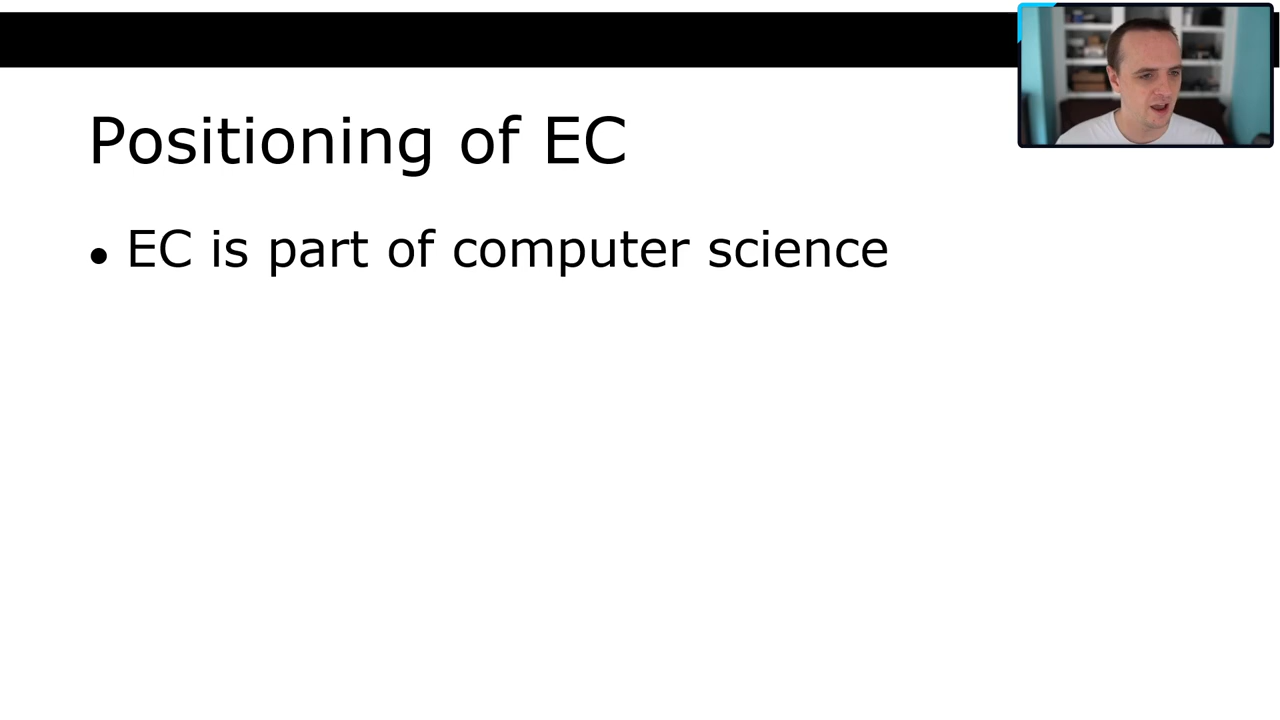 Positioning of EC
• EC is part of computer science